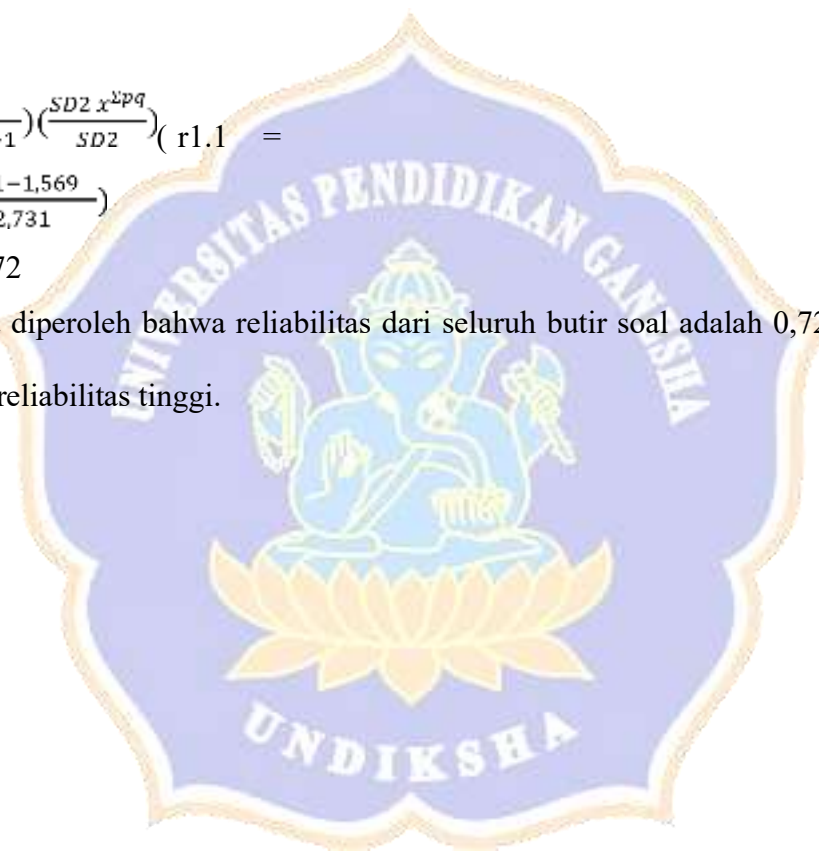 -1)(SD2 x^Σpq / SD2)( r1.1 =
1−1,569 / 2,731)
72
diperoleh bahwa reliabilitas dari seluruh butir soal adalah 0,72
reliabilitas tinggi.
UNIVERSITAS PENDIDIKAN GANESHA
UNDIKSHA